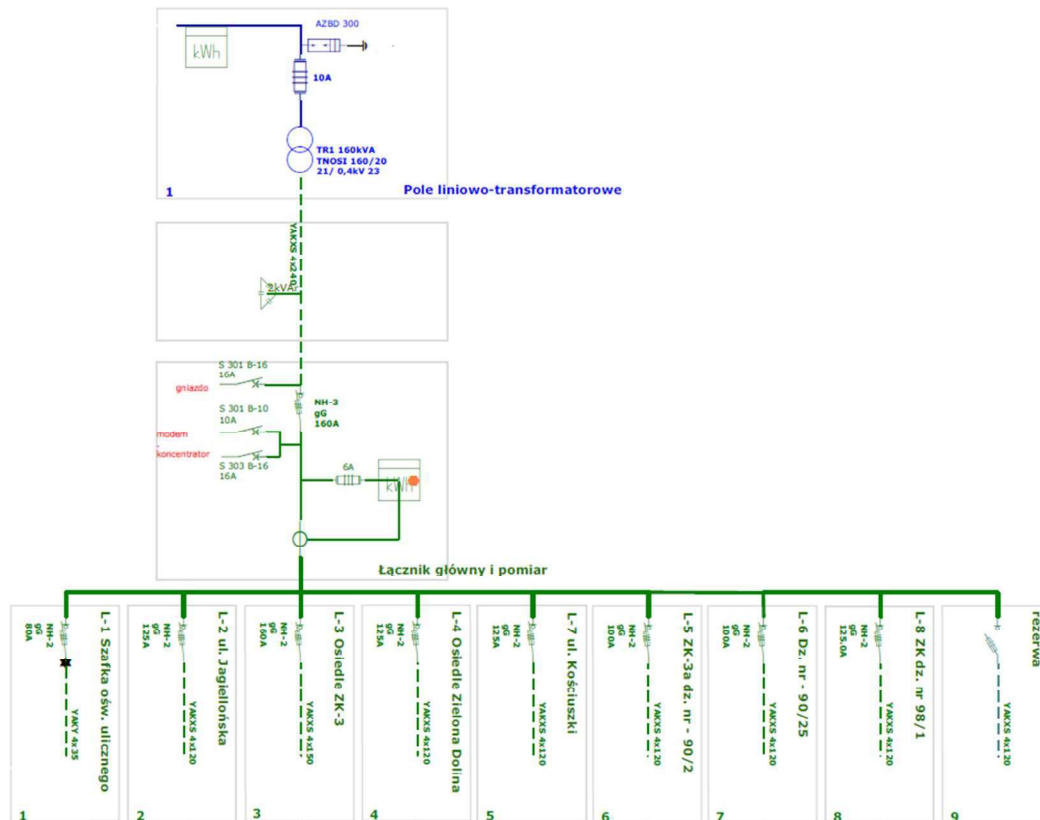 AZBD 300
kWh
10A
TR1 160kVA
TNOSI 160/20
21/ 0,4kV 23
1
Pole liniowo-transformatorowe
YAKXS 4x240
2kVAr
S 301 B-16
16A
gniazdo
NH-3
gG
160A
S 301 B-10
10A
modem
koncentrator
S 303 B-16
16A
6A
kWh
Łącznik główny i pomiar
L-1 Szafka ośw. ulicznego
NH-2
gG
80A
YAKY 4x35
1
L-2 ul. Jagiellońska
NH-2
gG
125A
YAKXS 4x120
2
L-3 Osiedle ZK-3
NH-2
gG
160A
YAKXS 4x150
3
L-4 Osiedle Zielona Dolina
NH-2
gG
125A
YAKXS 4x120
4
L-7 ul. Kościuszki
NH-2
gG
125A
YAKXS 4x120
5
L-5 ZK-3a dz. nr - 90/2
NH-2
gG
100A
YAKXS 4x120
6
L-6 Dz. nr - 90/25
NH-2
gG
100A
YAKXS 4x120
7
L-8 ZK dz. nr 98/1
NH-2
gG
125.0A
YAKXS 4x120
8
rezerwa
YAKXS 4x120
9